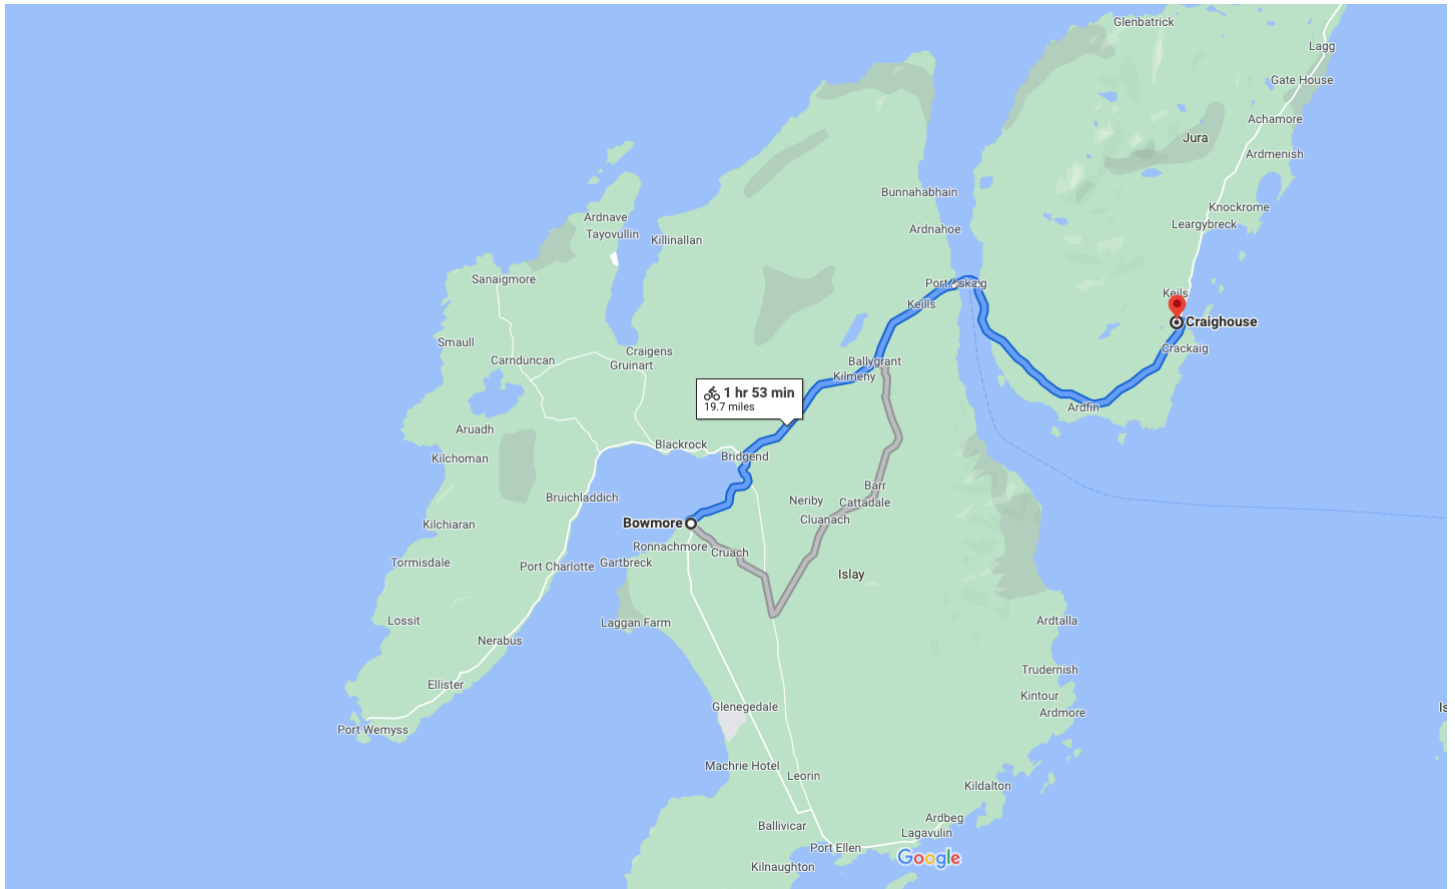 Glenbatrick
Lagg
Gate House
Achamore
Jura
Ardmenish
Bunnahabhain
Knockrome
Ardnave
Leargybreck
Tayovullin
Ardnahoe
Killinallan
Sanaigmore
Port Askaig
Keils
Keills
Craighouse
Smaull
Crackaig
Craigens
Carnduncan
Gruinart
Ballygrant
Kilmeny
1 hr 53 min
19.7 miles
Ardfin
Aruadh
Blackrock
Kilchoman
Bridgend
Barr
Bruichladdich
Neriby
Cattadale
Bowmore
Cluanach
Kilchiaran
Ronnachmore
Cruach
Tormisdale
Port Charlotte
Gartbreck
Islay
Lossit
Laggan Farm
Ardtalla
Nerabus
Trudernish
Ellister
Kintour
Glenegedale
Is
Ardmore
Port Wemyss
Machrie Hotel
Leorin
Kildalton
Ardbeg
Ballivicar
Lagavulin
Port Ellen
Google
Kilnaughton